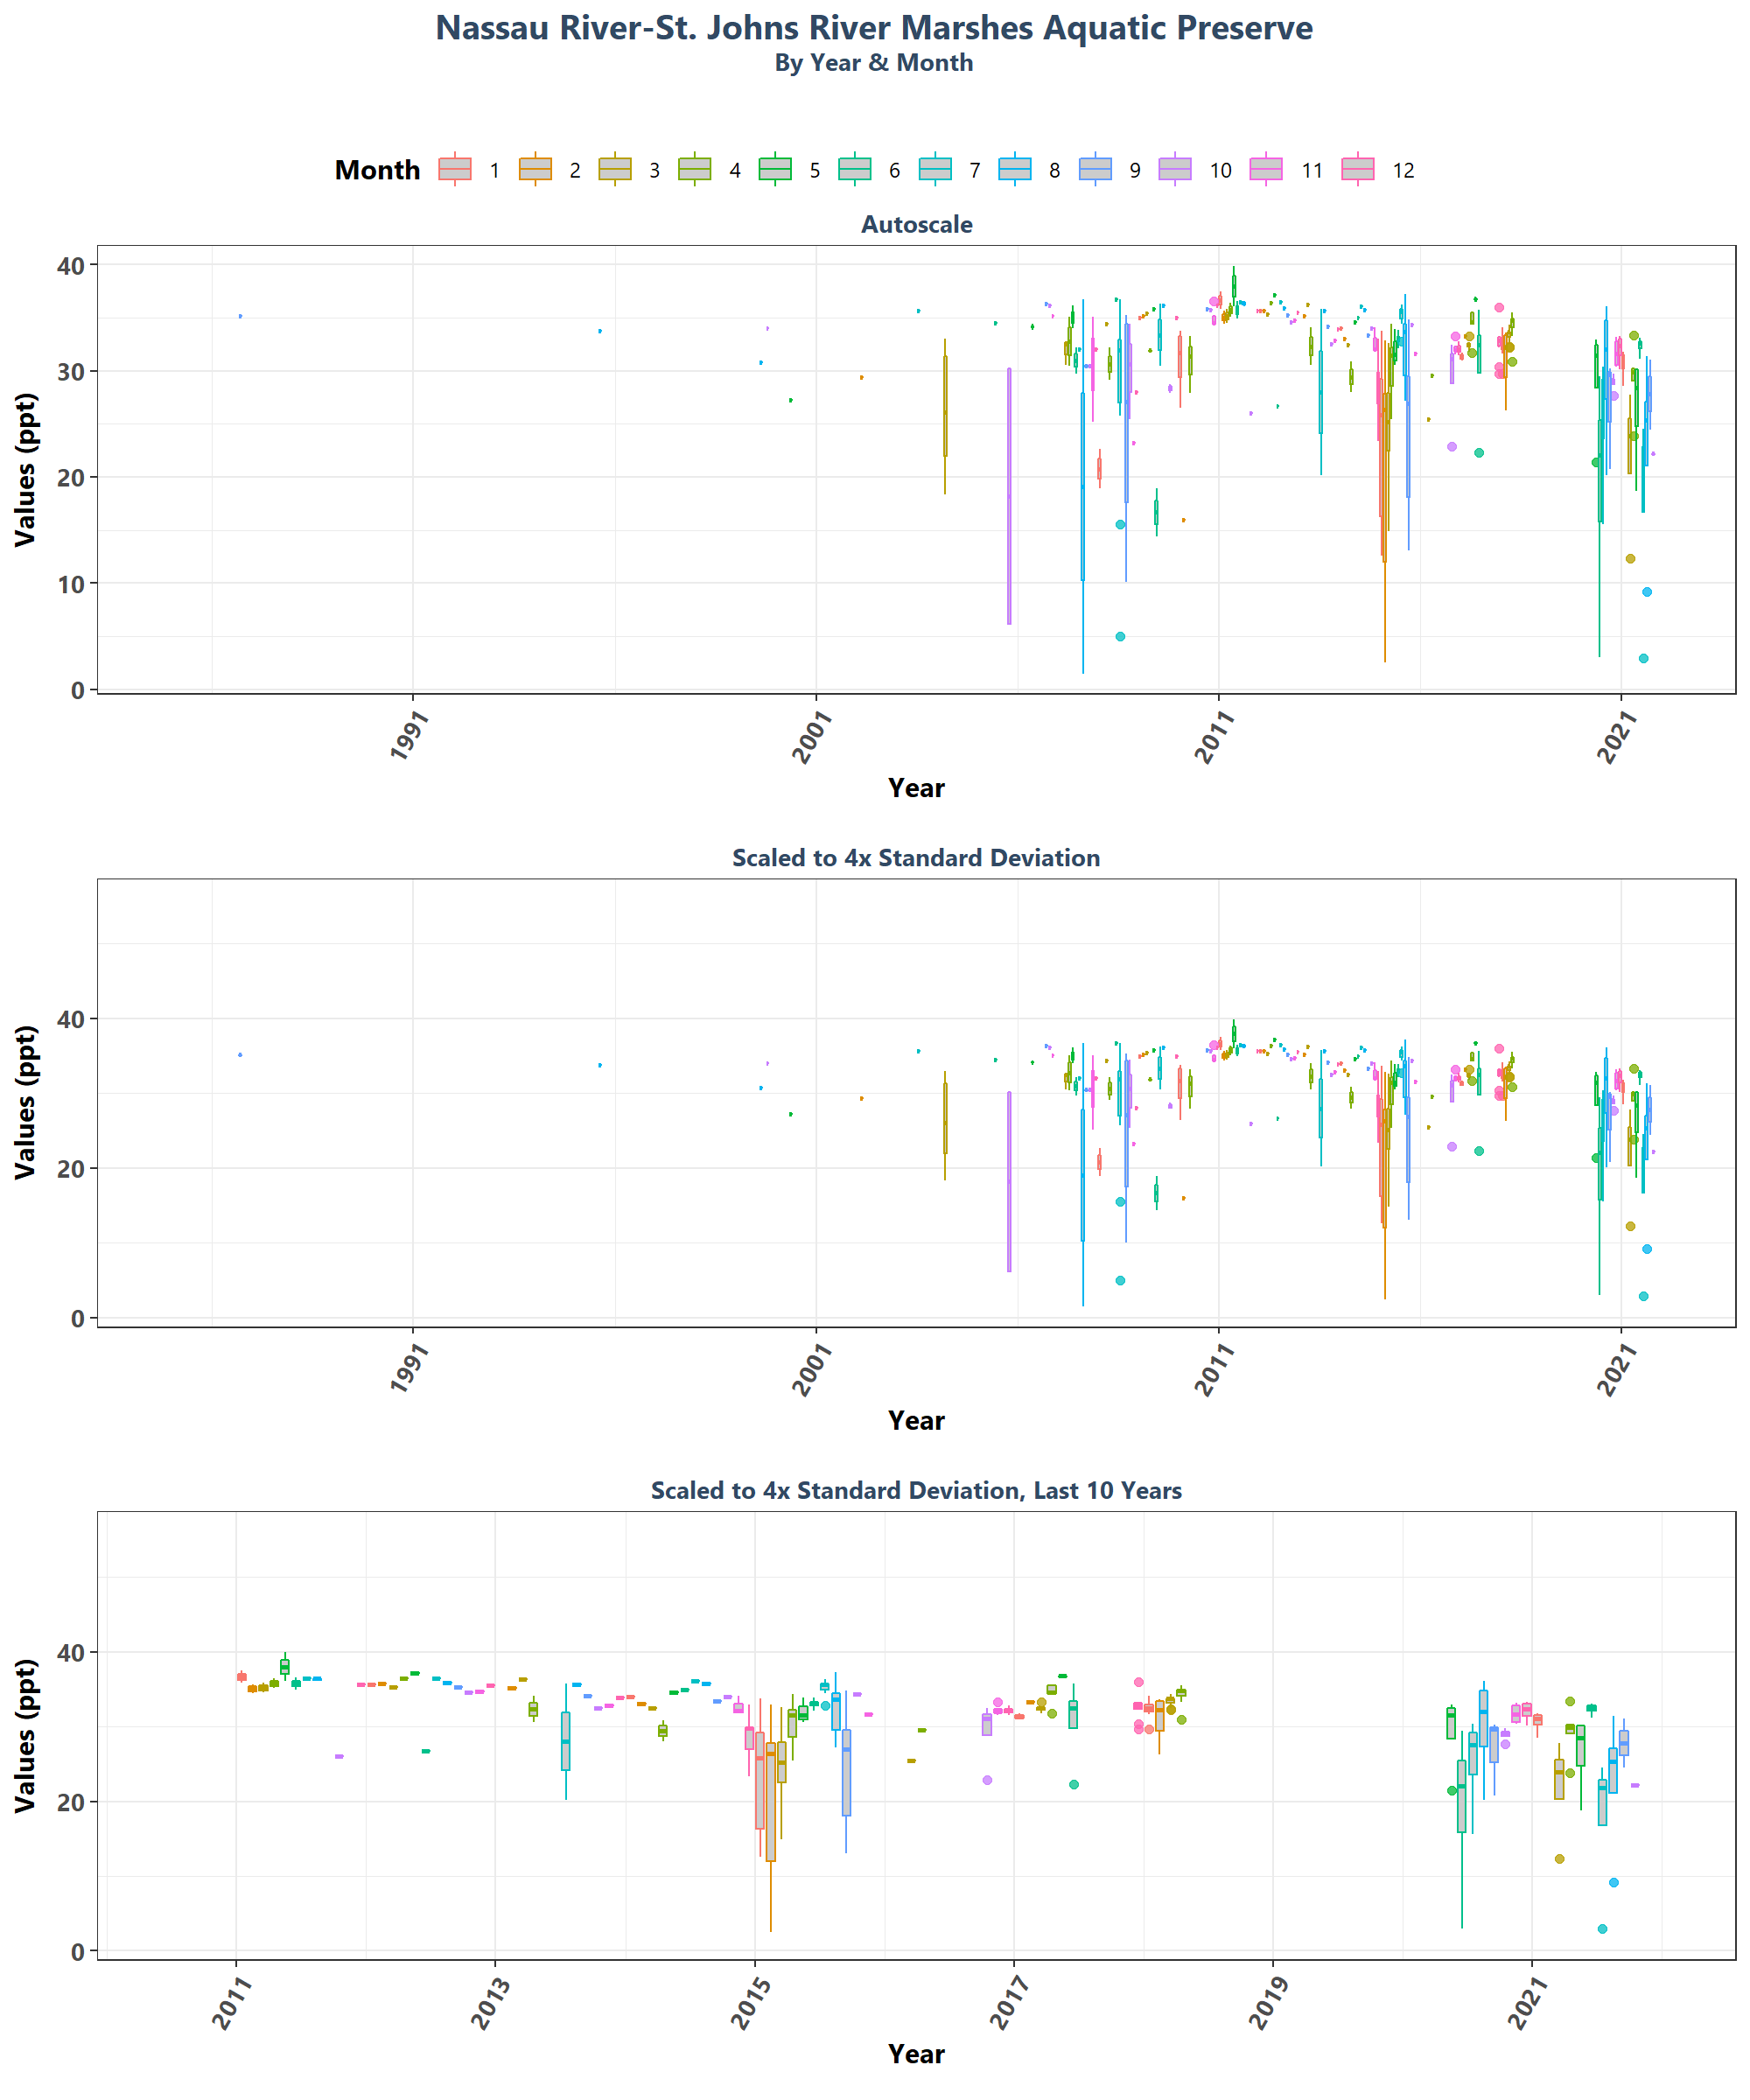 Nassau River-St. Johns River Marshes Aquatic Preserve
By Year & Month
Month 1 2 3 4 5 6 7 8 9 10 11 12
Autoscale
Values (ppt)
40
30
20
10
0
1991 2001 2011 2021
Year
Scaled to 4x Standard Deviation
Values (ppt)
40
20
0
1991 2001 2011 2021
Year
Scaled to 4x Standard Deviation, Last 10 Years
Values (ppt)
40
20
0
2011 2013 2015 2017 2019 2021
Year